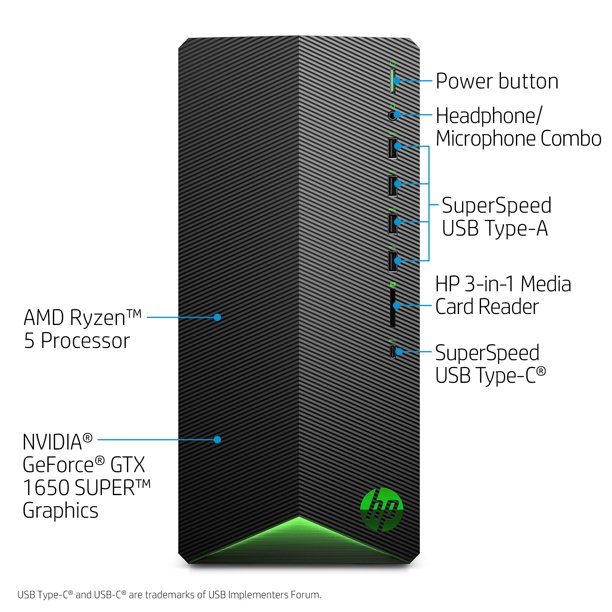 Power button
Headphone/
Microphone Combo
SuperSpeed
USB Type-A
HP 3-in-1 Media
Card Reader
AMD Ryzen™
5 Processor
SuperSpeed
USB Type-C®
NVIDIA®
GeForce® GTX
1650 SUPER™
Graphics
hp
USB Type-C® and USB-C® are trademarks of USB Implementers Forum.